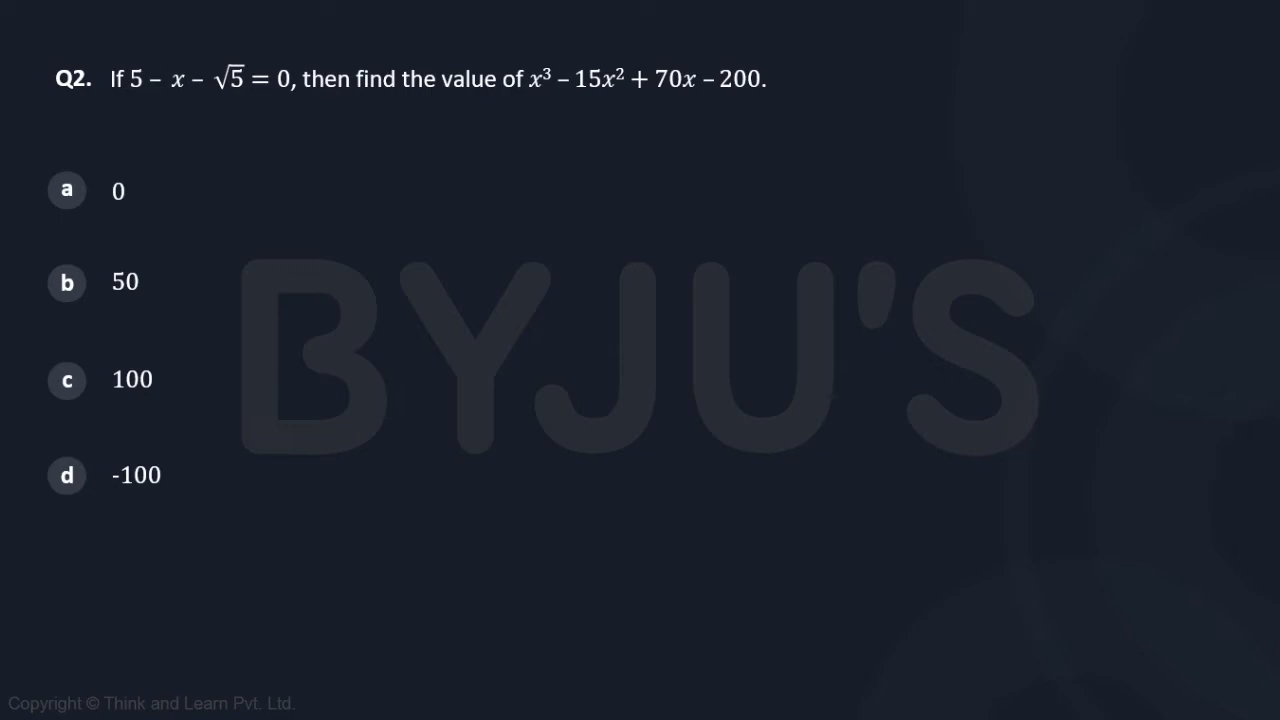 Q2. If 5 – x – √5 = 0, then find the value of x³ – 15x² + 70x – 200.
a 0
b 50
BYJU'S
c 100
d -100
Copyright © Think and Learn Pvt. Ltd.